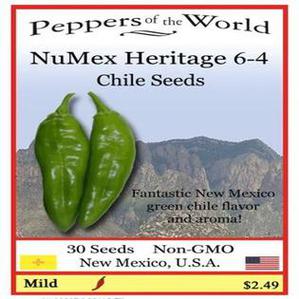 Peppers of the World
NuMex Heritage 6-4
Chile Seeds
Fantastic New Mexico
green chile flavor
and aroma!
30 Seeds Non-GMO
New Mexico, U.S.A.
Mild $2.49